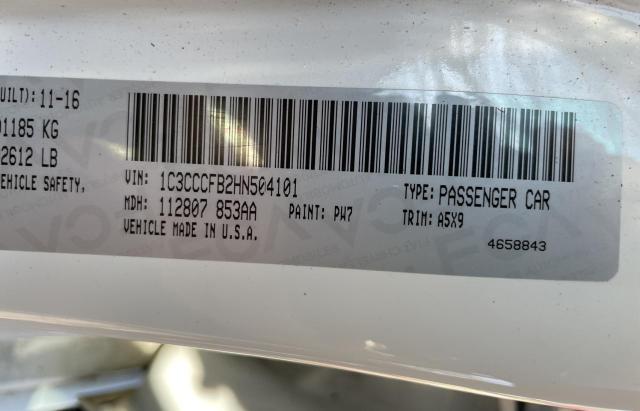 UILT): 11-16
01185 KG
2612 LB
EHICLE SAFETY,
VIN: 1C3CCCFB2HN504101
TYPE: PASSENGER CAR
MDH: 112807 853AA PAINT: PW7
TRIM: A5X9
VEHICLE MADE IN U.S.A.
4658843